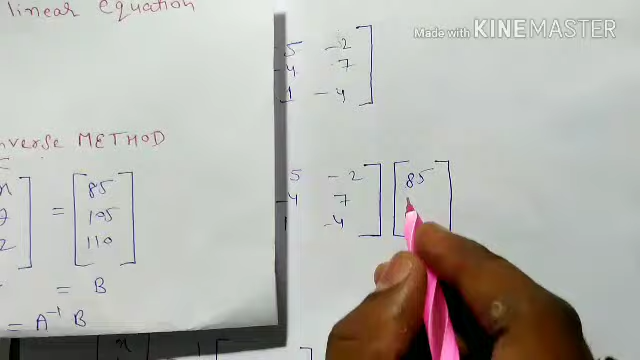 linear equation
Made with KINEMASTER
5 -2
-4 7
1 -4
nverse METHOD
85
= 105
110
= B
= A⁻¹ B
5 -2 85
4 7
-4
x